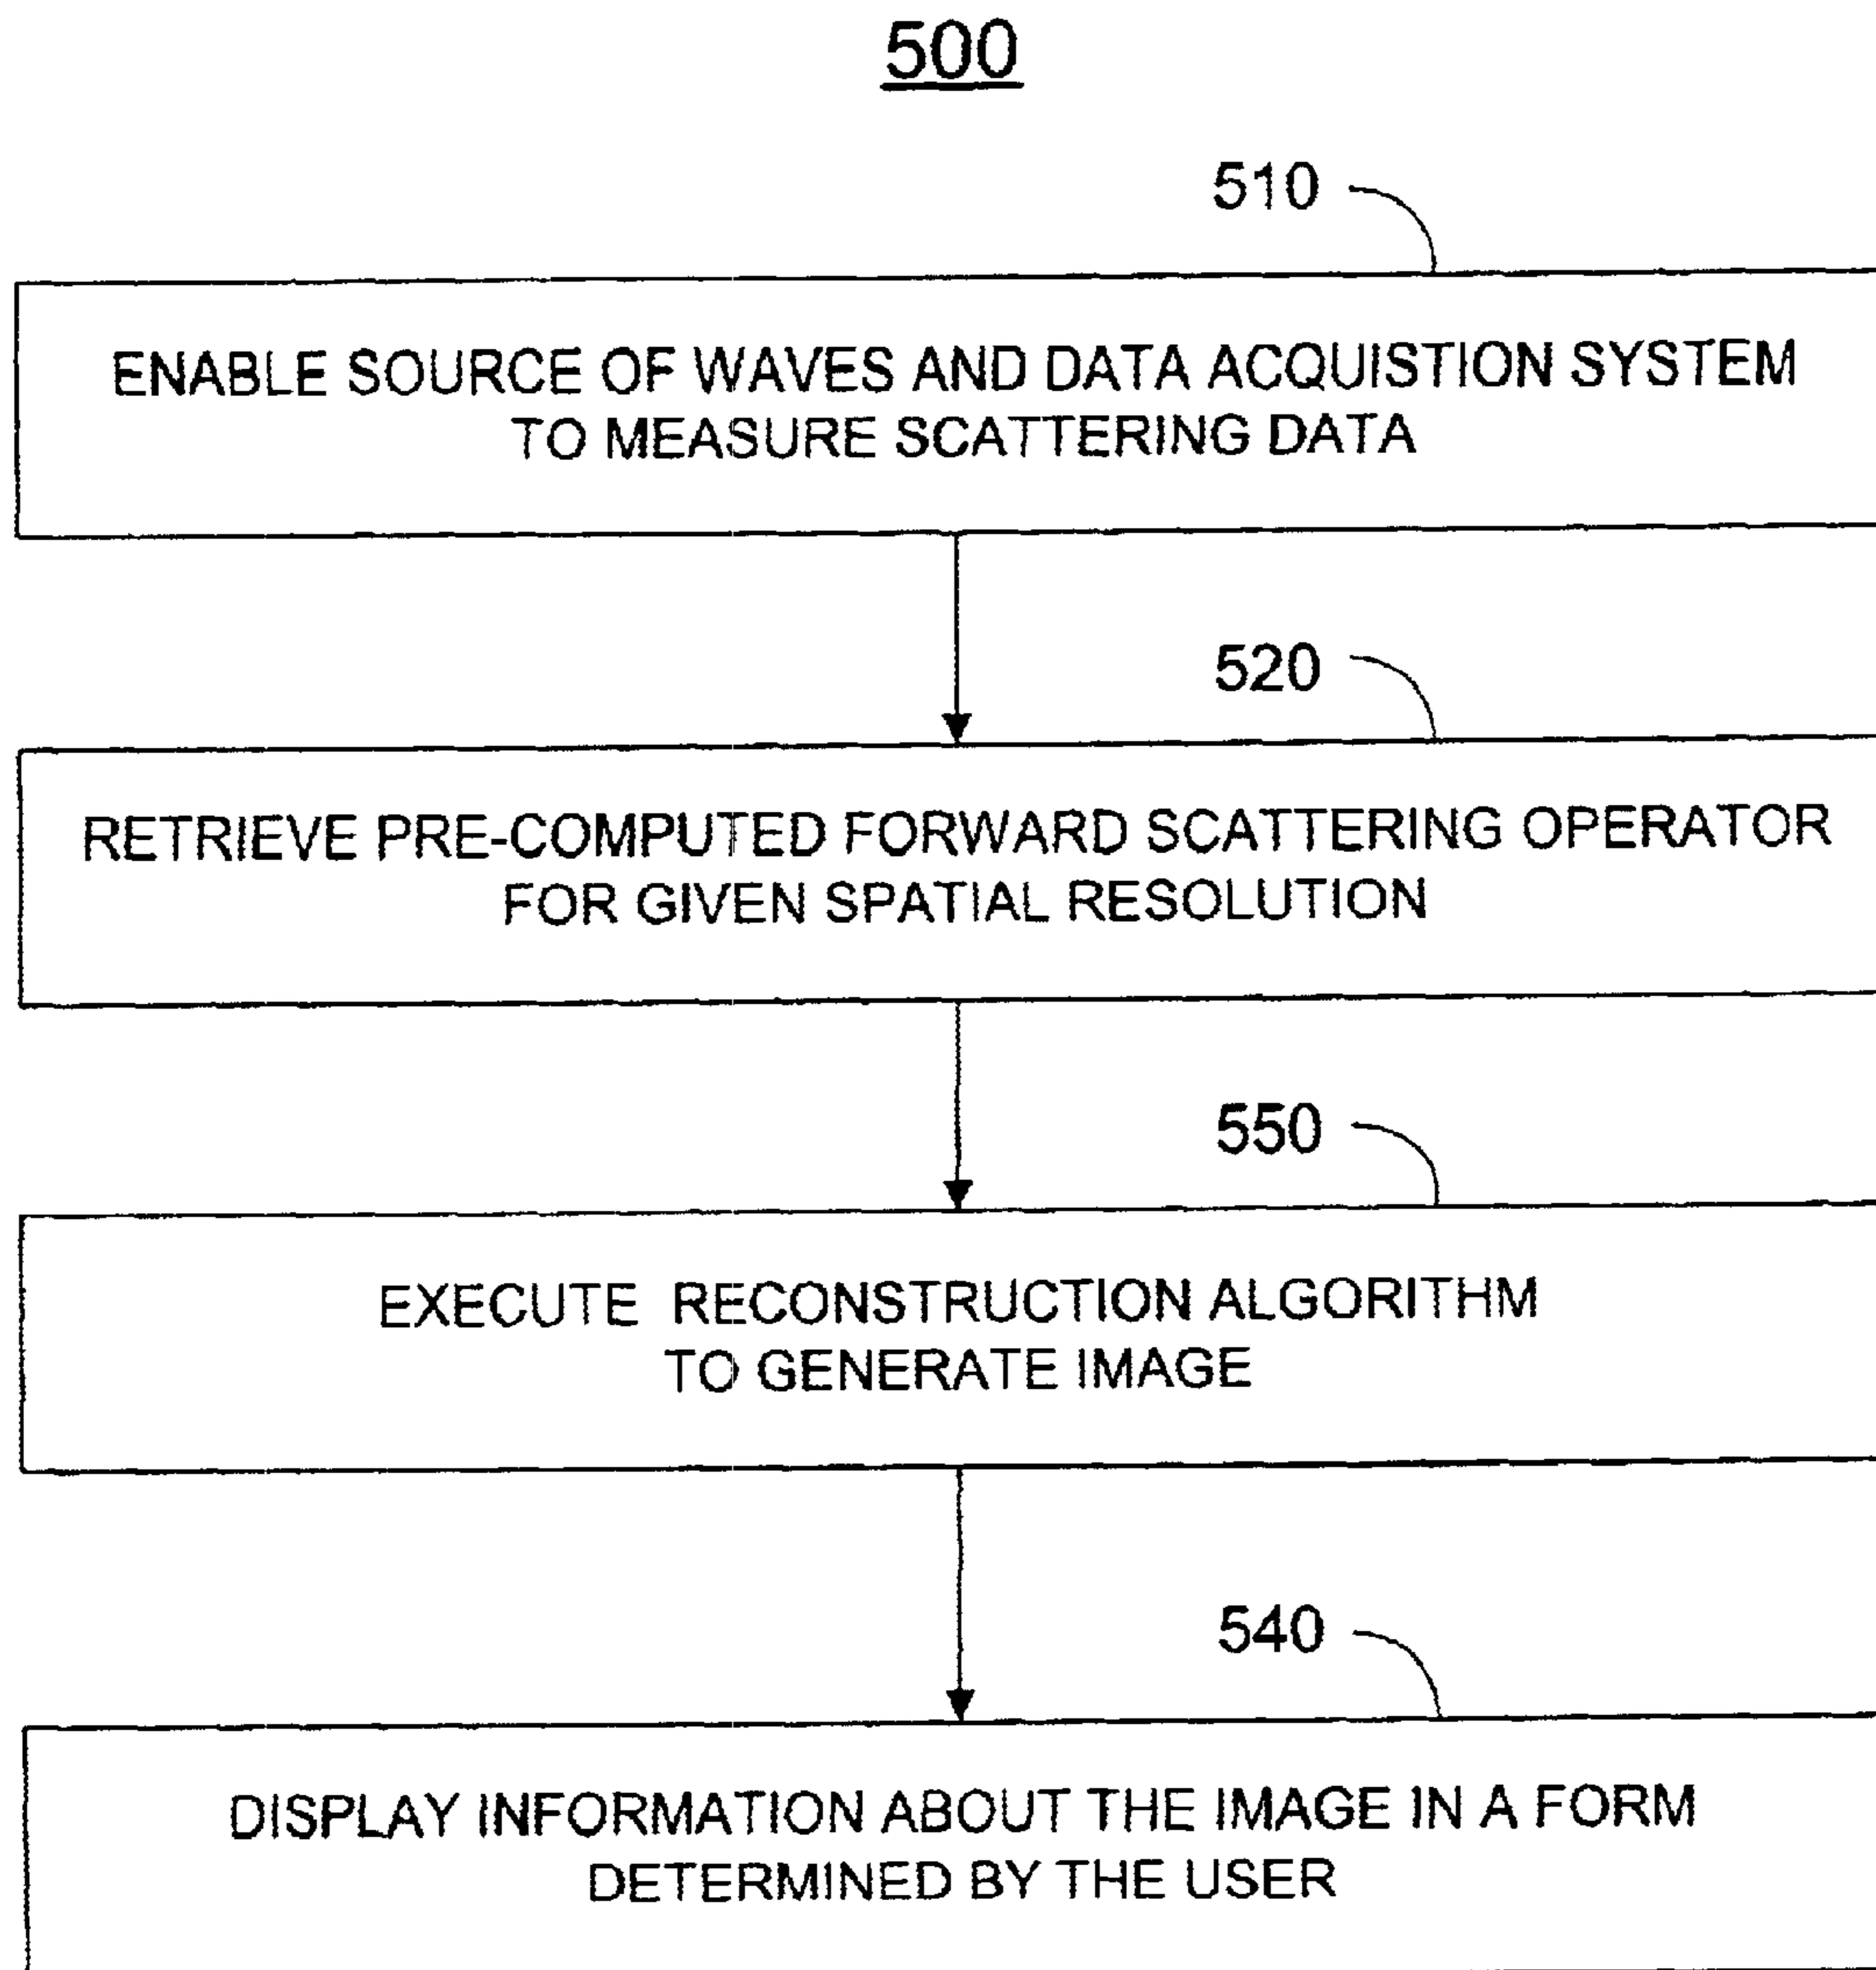 500
510
ENABLE SOURCE OF WAVES AND DATA ACQUISTION SYSTEM
TO MEASURE SCATTERING DATA
520
RETRIEVE PRE-COMPUTED FORWARD SCATTERING OPERATOR
FOR GIVEN SPATIAL RESOLUTION
550
EXECUTE RECONSTRUCTION ALGORITHM
TO GENERATE IMAGE
540
DISPLAY INFORMATION ABOUT THE IMAGE IN A FORM
DETERMINED BY THE USER